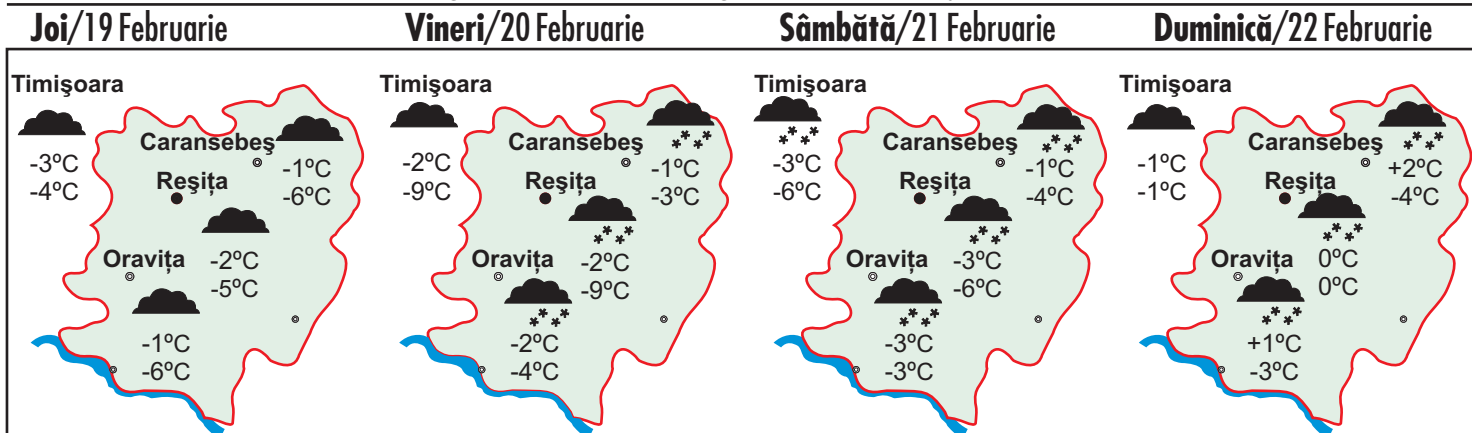 Joi/19 Februarie
Timişoara
Caransebeş
-3ºC
-4ºC
-1ºC
-6ºC
Reşiţa
Oraviţa
-2ºC
-5ºC
-1ºC
-6ºC
Vineri/20 Februarie
Timişoara
Caransebeş
-2ºC
-9ºC
-1ºC
-3ºC
Reşiţa
Oraviţa
-2ºC
-9ºC
-2ºC
-4ºC
Sâmbătă/21 Februarie
Timişoara
Caransebeş
-3ºC
-6ºC
-1ºC
-4ºC
Reşiţa
Oraviţa
-3ºC
-6ºC
-3ºC
-3ºC
Duminică/22 Februarie
Timişoara
Caransebeş
-1ºC
-1ºC
+2ºC
-4ºC
Reşiţa
Oraviţa
0ºC
0ºC
+1ºC
-3ºC